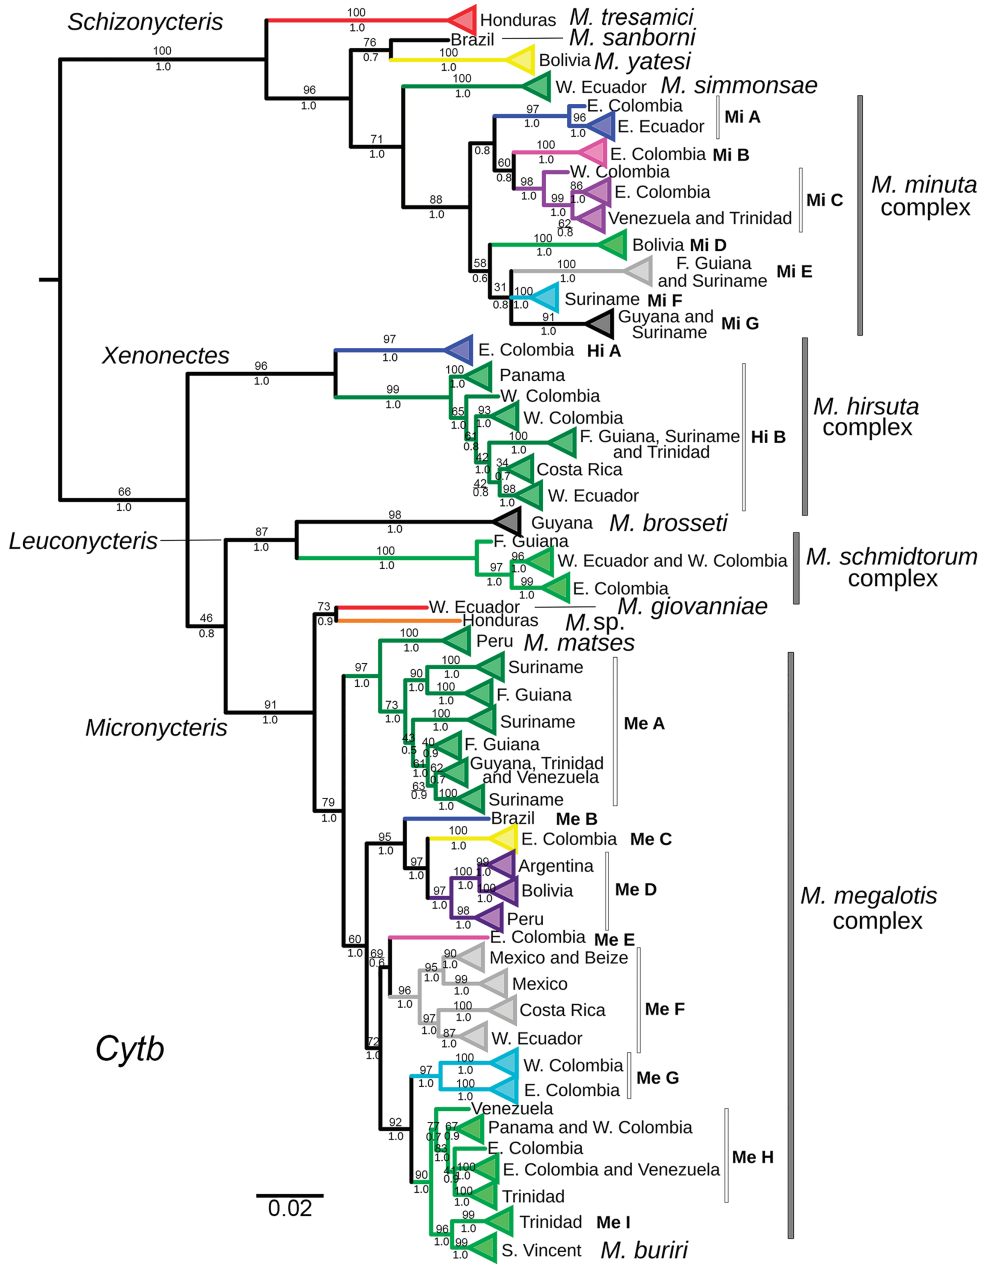 Schizonycteris
100
1.0
Honduras M. tresamici
Brazil M. sanborni
76
0.7
100
1.0
Bolivia M. yatesi
100
1.0
96
1.0
100
1.0
W. Ecuador M. simmonsae
71
1.0
E. Colombia
97
1.0
96
1.0
E. Ecuador
Mi A
0.8
100
1.0
E. Colombia Mi B
60
0.8
W. Colombia
98
1.0
86
1.0
E. Colombia
99
1.0
Mi C
62
0.8
Venezuela and Trinidad
M. minuta
complex
88
1.0
100
1.0
Bolivia Mi D
58
0.6
100
1.0
F. Guiana
and Suriname
Mi E
31
0.8
100
1.0
Suriname Mi F
91
1.0
Guyana and
Suriname
Mi G
Xenonectes
97
1.0
E. Colombia Hi A
96
1.0
100
1.0
Panama
99
1.0
W. Colombia
65
1.0
93
1.0
W. Colombia
M. hirsuta
complex
61
0.8
100
1.0
F. Guiana, Suriname
and Trinidad
Hi B
42
1.0
34
0.7
Costa Rica
42
0.8
98
1.0
W. Ecuador
66
1.0
98
1.0
Guyana M. brosseti
Leuconycteris
87
1.0
F. Guiana
100
1.0
96
1.0
W. Ecuador and W. Colombia
97
1.0
99
1.0
E. Colombia
M. schmidtorum
complex
46
0.8
73
0.9
W. Ecuador M. giovanniae
Honduras M. sp.
100
1.0
Peru M. matses
97
1.0
100
1.0
Suriname
90
1.0
100
1.0
F. Guiana
73
1.0
100
1.0
Suriname
Me A
43
0.5
40
0.9
F. Guiana
61
1.0
62
0.7
Guyana, Trinidad
and Venezuela
63
0.9
100
1.0
Suriname
91
1.0
Micronycteris
79
1.0
Brazil Me B
95
1.0
100
1.0
E. Colombia Me C
97
1.0
99
1.0
Argentina
100
1.0
100
1.0
Bolivia
Me D
97
1.0
98
1.0
Peru
M. megalotis
complex
60
1.0
E. Colombia Me E
69
0.6
90
1.0
Mexico and Beize
95
1.0
99
1.0
Mexico
96
1.0
100
1.0
Costa Rica
Me F
97
1.0
87
1.0
W. Ecuador
72
1.0
100
1.0
W. Colombia
97
1.0
100
1.0
E. Colombia
Me G
92
1.0
Venezuela
77
0.7
67
0.9
Panama and W. Colombia
83
1.0
E. Colombia
100
1.0
E. Colombia and Venezuela
Me H
100
1.0
Trinidad
90
1.0
99
1.0
Trinidad Me I
96
1.0
99
1.0
S. Vincent M. buriri
Cytb
0.02